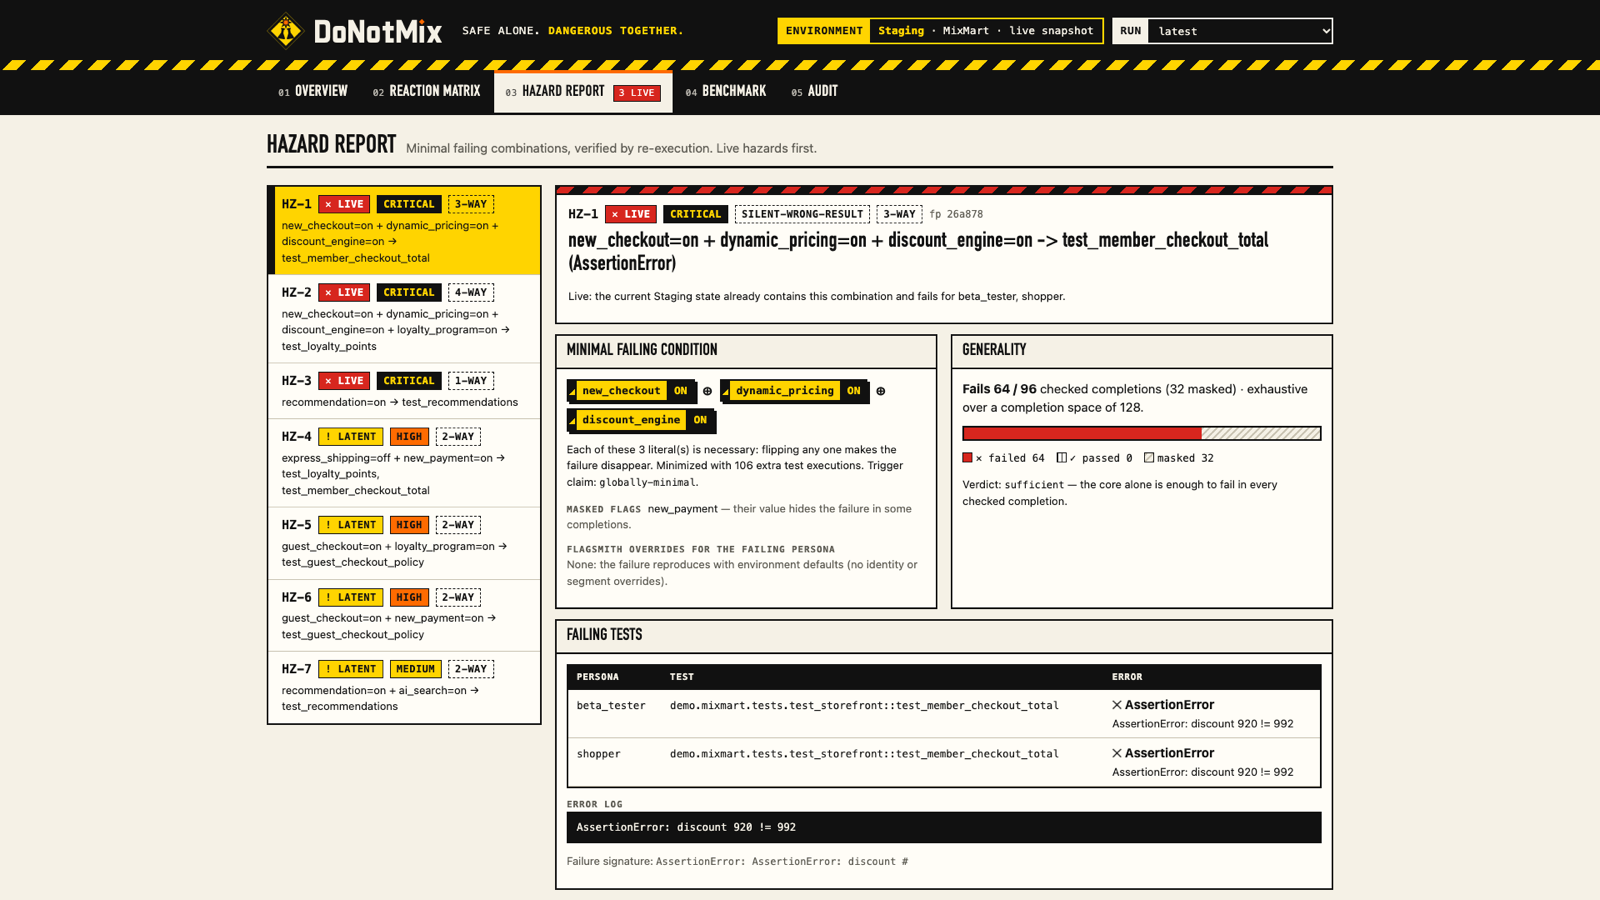 DoNotMix
SAFE ALONE. DANGEROUS TOGETHER.
ENVIRONMENT Staging · MixMart · live snapshot
RUN latest
01 OVERVIEW 02 REACTION MATRIX 03 HAZARD REPORT 3 LIVE 04 BENCHMARK 05 AUDIT
HAZARD REPORT Minimal failing combinations, verified by re-execution. Live hazards first.
HZ-1 × LIVE CRITICAL 3-WAY
new_checkout=on + dynamic_pricing=on +
discount_engine=on →
test_member_checkout_total
HZ-2 × LIVE CRITICAL 4-WAY
new_checkout=on + dynamic_pricing=on +
discount_engine=on + loyalty_program=on →
test_loyalty_points
HZ-3 × LIVE CRITICAL 1-WAY
recommendation=on → test_recommendations
HZ-4 ! LATENT HIGH 2-WAY
express_shipping=off + new_payment=on →
test_loyalty_points,
test_member_checkout_total
HZ-5 ! LATENT HIGH 2-WAY
guest_checkout=on + loyalty_program=on →
test_guest_checkout_policy
HZ-6 ! LATENT HIGH 2-WAY
guest_checkout=on + new_payment=on →
test_guest_checkout_policy
HZ-7 ! LATENT MEDIUM 2-WAY
recommendation=on + ai_search=on →
test_recommendations
HZ-1 × LIVE CRITICAL SILENT-WRONG-RESULT 3-WAY fp 26a878
new_checkout=on + dynamic_pricing=on + discount_engine=on -> test_member_checkout_total
(AssertionError)
Live: the current Staging state already contains this combination and fails for beta_tester, shopper.
MINIMAL FAILING CONDITION
new_checkout ON ⊕ dynamic_pricing ON ⊕
discount_engine ON
Each of these 3 literal(s) is necessary: flipping any one makes the
failure disappear. Minimized with 106 extra test executions. Trigger
claim: globally-minimal.
MASKED FLAGS new_payment — their value hides the failure in some
completions.
FLAGSMITH OVERRIDES FOR THE FAILING PERSONA
None: the failure reproduces with environment defaults (no identity or
segment overrides).
GENERALITY
Fails 64 / 96 checked completions (32 masked) · exhaustive
over a completion space of 128.
× failed 64 ✓ passed 0 masked 32
Verdict: sufficient — the core alone is enough to fail in every
checked completion.
FAILING TESTS
PERSONA TEST ERROR
beta_tester demo.mixmart.tests.test_storefront::test_member_checkout_total × AssertionError
AssertionError: discount 920 != 992
shopper demo.mixmart.tests.test_storefront::test_member_checkout_total × AssertionError
AssertionError: discount 920 != 992
ERROR LOG
AssertionError: discount 920 != 992
Failure signature: AssertionError: AssertionError: discount #